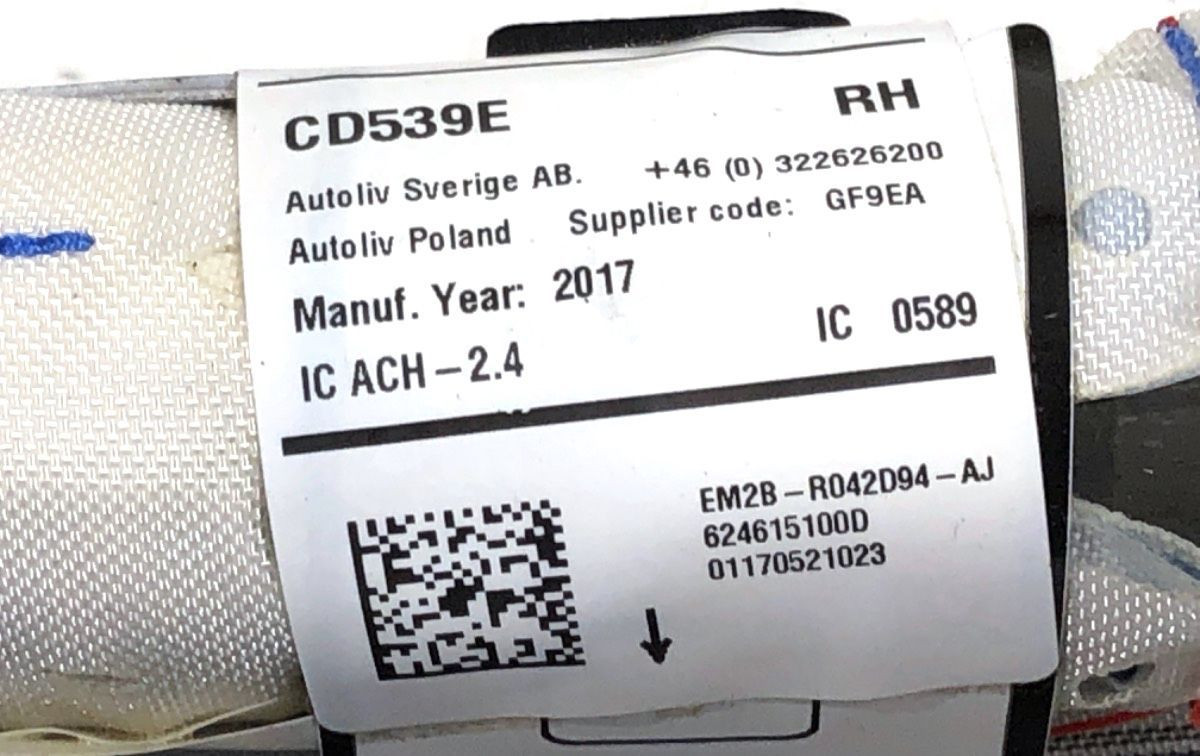 CD539E RH
Autoliv Sverige AB. +46 (0) 322626200
Autoliv Poland Supplier code: GF9EA
Manuf. Year: 2017
IC ACH-2.4 IC 0589
EM2B-R042D94-AJ
624615100D
01170521023